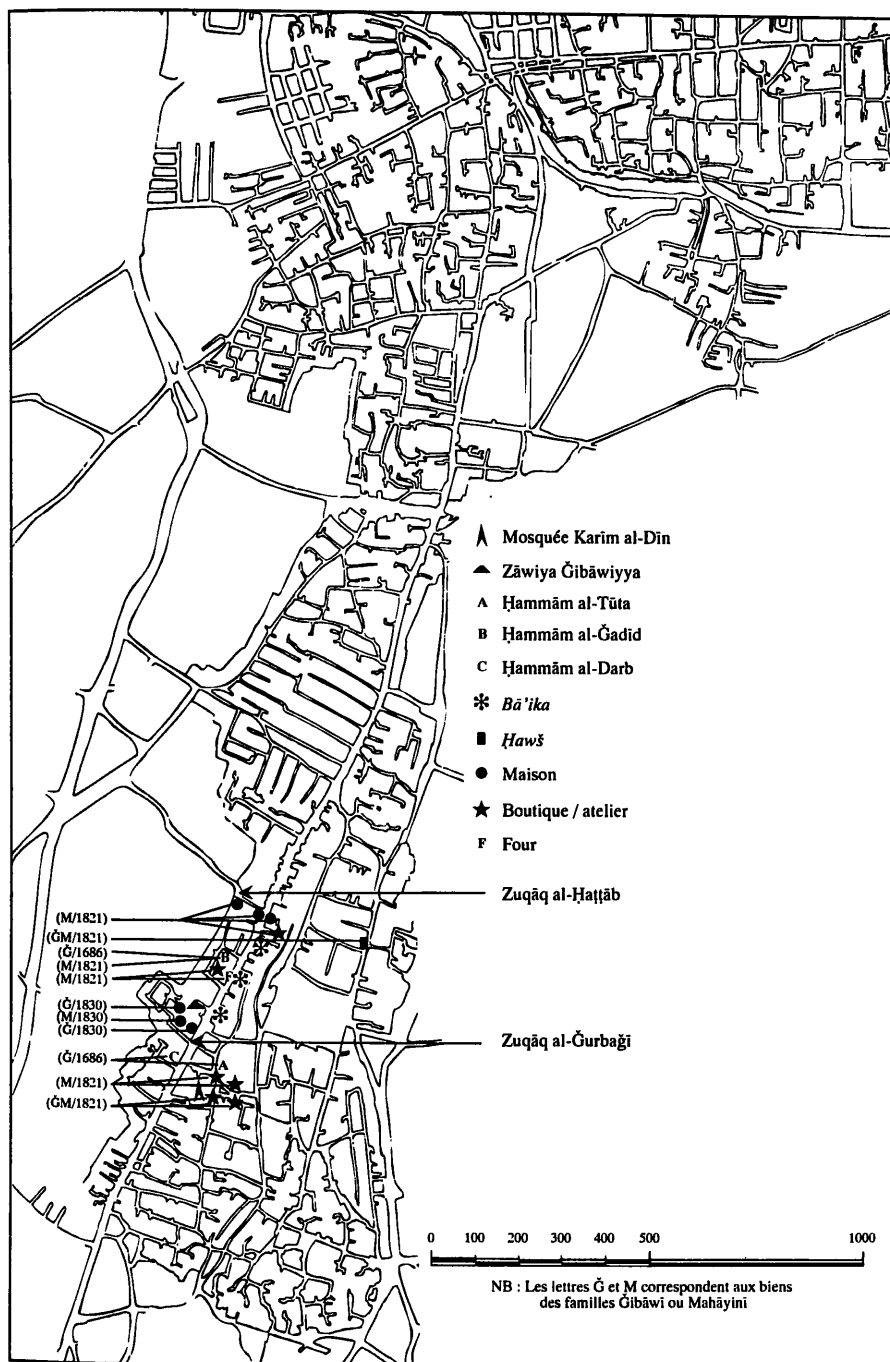 Mosquée Karīm al-Dīn
Zāwiya Ǧibāwiyya
A Ḥammām al-Tūta
B Ḥammām al-Ǧadīd
C Ḥammām al-Darb
Bā'ika
Ḥawš
Maison
Boutique / atelier
F Four
Zuqāq al-Ḥaṭṭāb
(M/1821)
(ǦM/1821)
(Ǧ/1686)
B
(M/1821)
(M/1821)
F
(Ǧ/1830)
(M/1830)
(Ǧ/1830)
Zuqāq al-Ǧurbaǧī
(Ǧ/1686)
C
A
(M/1821)
(ǦM/1821)
0 100 200 300 400 500 1000
NB : Les lettres Ǧ et M correspondent aux biens
des familles Ǧibāwī ou Mahāyinī